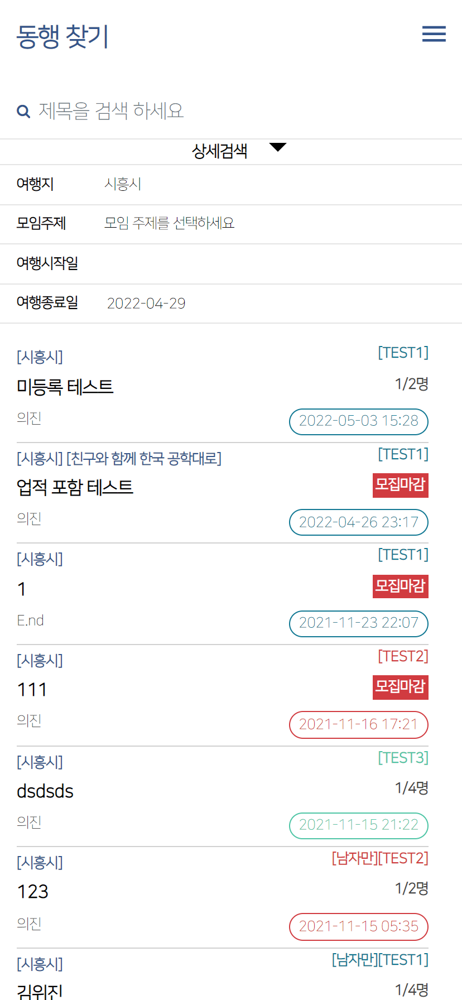 동행 찾기
제목을 검색 하세요
상세검색
여행지 시흥시
모임주제 모임 주제를 선택하세요
여행시작일
여행종료일 2022-04-29
[시흥시] [TEST1]
미등록 테스트 1/2명
의진 2022-05-03 15:28
[시흥시] [친구와 함께 한국 공학대로] [TEST1]
업적 포함 테스트 모집마감
의진 2022-04-26 23:17
[시흥시] [TEST1]
1 모집마감
E.nd 2021-11-23 22:07
[시흥시] [TEST2]
111 모집마감
의진 2021-11-16 17:21
[시흥시] [TEST3]
dsdsds 1/4명
의진 2021-11-15 21:22
[시흥시] [남자만][TEST2]
123 1/2명
의진 2021-11-15 05:35
[시흥시] [남자만][TEST1]
김위진 1/4명